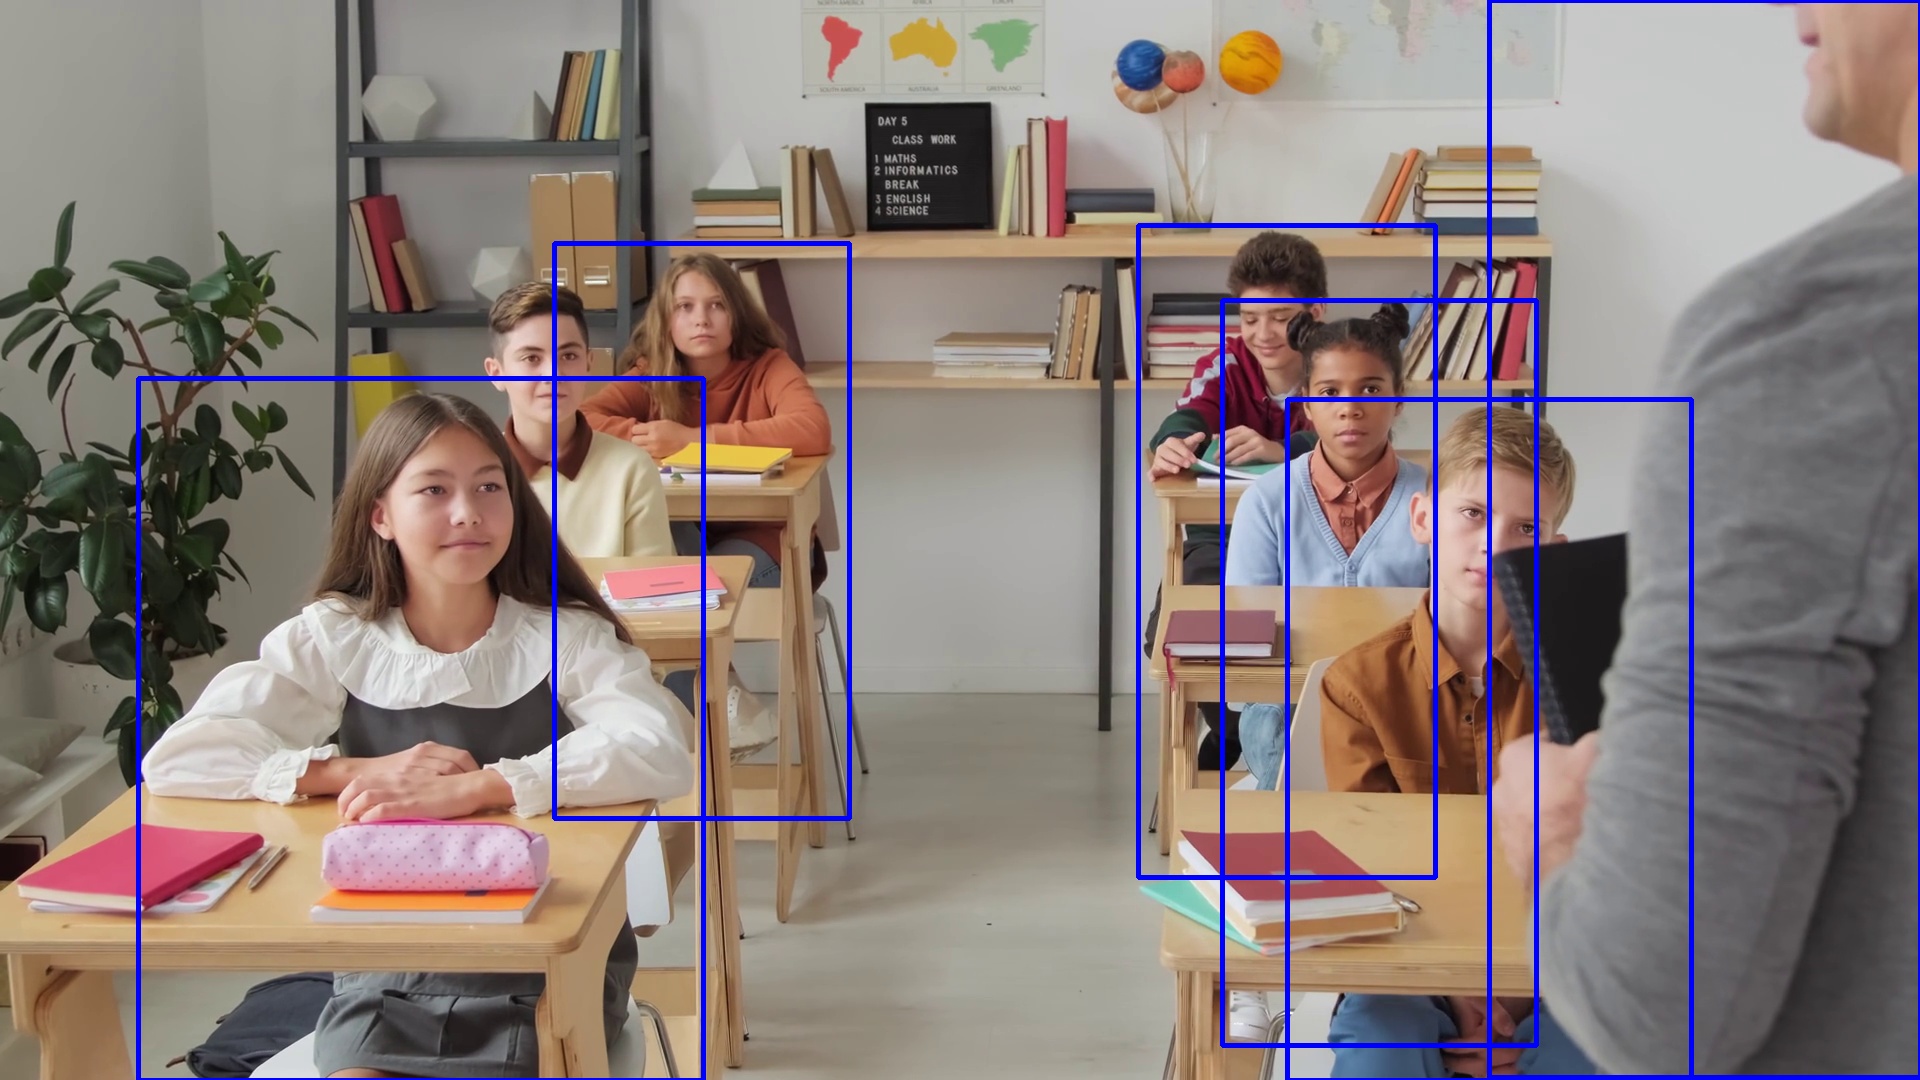 NORTH AMERICA AFRICA EUROPE
SOUTH AMERICA AUSTRALIA GREENLAND
DAY 5
CLASS WORK
1 MATHS
2 INFORMATICS
BREAK
3 ENGLISH
4 SCIENCE